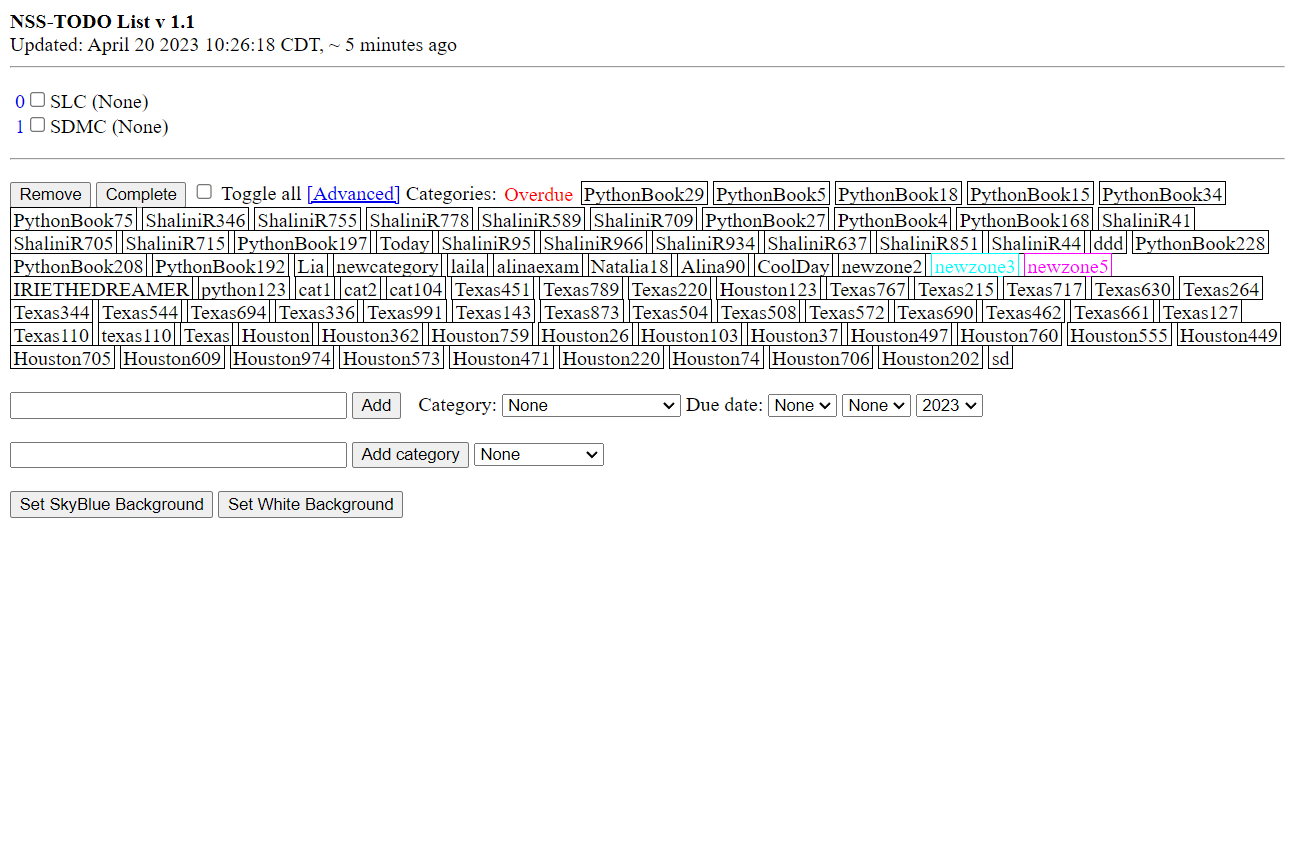 NSS-TODO List v 1.1
Updated: April 20 2023 10:26:18 CDT, ~ 5 minutes ago
0 SLC (None)
1 SDMC (None)
Remove Complete Toggle all [Advanced] Categories: Overdue PythonBook29 PythonBook5 PythonBook18 PythonBook15 PythonBook34
PythonBook75 ShaliniR346 ShaliniR755 ShaliniR778 ShaliniR589 ShaliniR709 PythonBook27 PythonBook4 PythonBook168 ShaliniR41
ShaliniR705 ShaliniR715 PythonBook197 Today ShaliniR95 ShaliniR966 ShaliniR934 ShaliniR637 ShaliniR851 ShaliniR44 ddd PythonBook228
PythonBook208 PythonBook192 Lia newcategory laila alinaexam Natalia18 Alina90 CoolDay newzone2 newzone3 newzone5
IRIETHEDREAMER python123 cat1 cat2 cat104 Texas451 Texas789 Texas220 Houston123 Texas767 Texas215 Texas717 Texas630 Texas264
Texas344 Texas544 Texas694 Texas336 Texas991 Texas143 Texas873 Texas504 Texas508 Texas572 Texas690 Texas462 Texas661 Texas127
Texas110 texas110 Texas Houston Houston362 Houston759 Houston26 Houston103 Houston37 Houston497 Houston760 Houston555 Houston449
Houston705 Houston609 Houston974 Houston573 Houston471 Houston220 Houston74 Houston706 Houston202 sd
Add Category: None Due date: None None 2023
Add category None
Set SkyBlue Background Set White Background